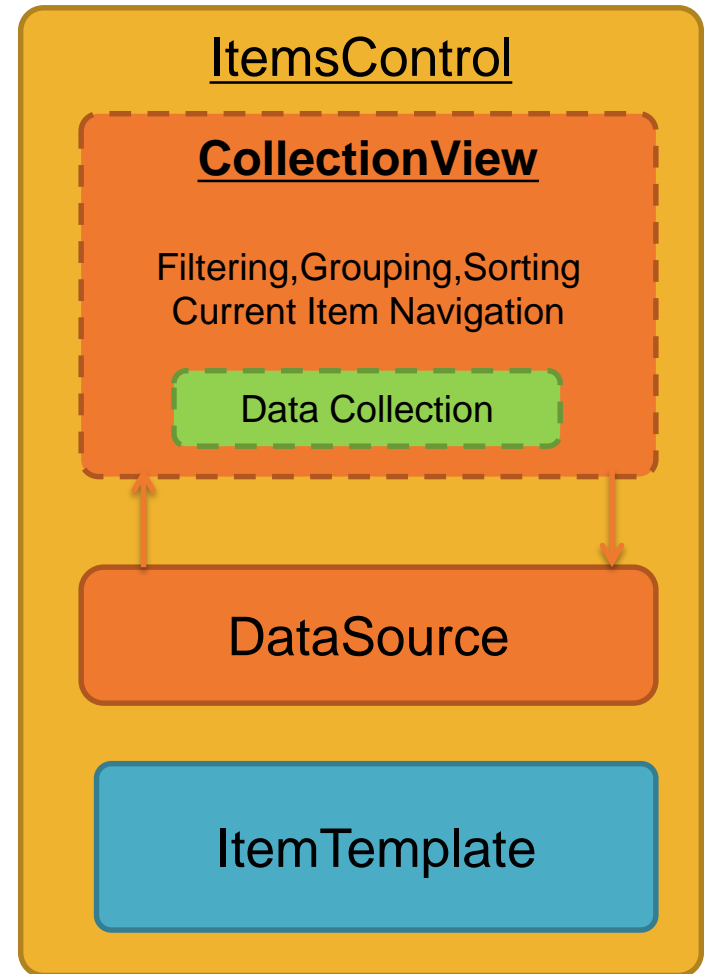 ItemsControl
CollectionView
Filtering,Grouping,Sorting
Current Item Navigation
Data Collection
DataSource
ItemTemplate